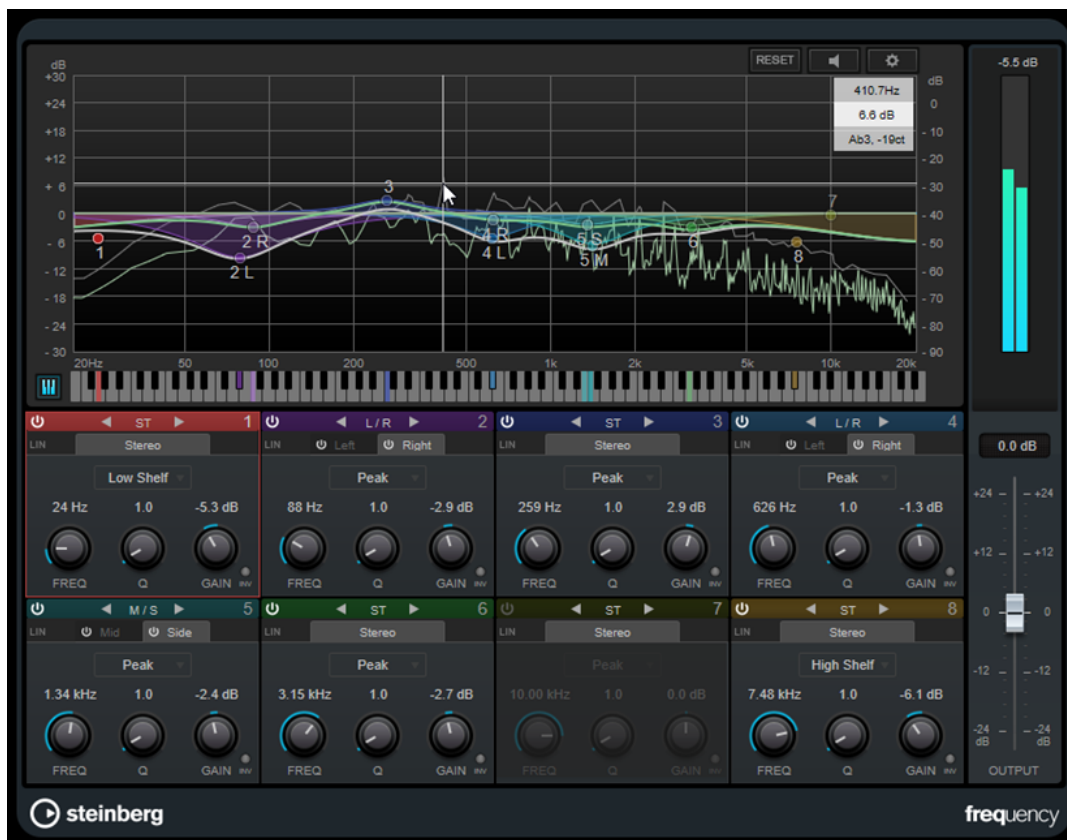 RESET
-5.5 dB
dB
+30
+24
+18
+12
+ 6
0
- 6
-12
- 18
- 24
- 30
dB
0
- 10
- 20
- 30
- 40
- 50
- 60
- 70
- 80
- 90
410.7Hz
6.6 dB
Ab3, -19ct
1
2 R
2 L
3
4 R
4 L
5 S
5 M
6
7
8
20Hz 50 100 200 500 1k 2k 5k 10k 20k
ST 1
LIN Stereo
Low Shelf
24 Hz 1.0 -5.3 dB
FREQ Q GAIN INV
L / R 2
LIN Left Right
Peak
88 Hz 1.0 -2.9 dB
FREQ Q GAIN INV
ST 3
LIN Stereo
Peak
259 Hz 1.0 2.9 dB
FREQ Q GAIN INV
L / R 4
LIN Left Right
Peak
626 Hz 1.0 -1.3 dB
FREQ Q GAIN INV
M / S 5
LIN Mid Side
Peak
1.34 kHz 1.0 -2.4 dB
FREQ Q GAIN INV
ST 6
LIN Stereo
Peak
3.15 kHz 1.0 -2.7 dB
FREQ Q GAIN INV
ST 7
LIN Stereo
Peak
10.00 kHz 1.0 0.0 dB
FREQ Q GAIN INV
ST 8
LIN Stereo
High Shelf
7.48 kHz 1.0 -6.1 dB
FREQ Q GAIN INV
0.0 dB
+24 +24
+12 +12
0 0
-12 -12
-24 -24
dB dB
OUTPUT
steinberg
frequency